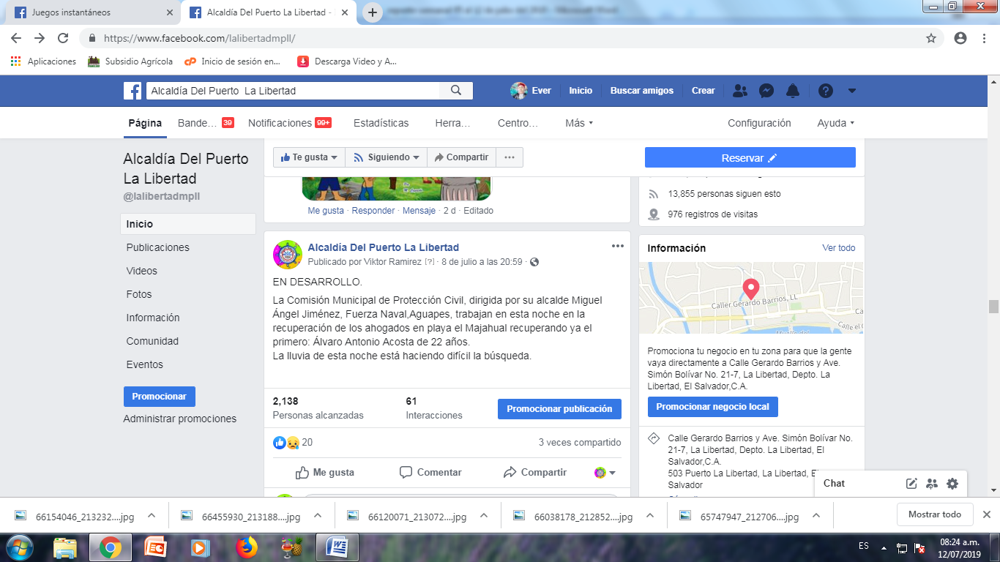 Juegos instantáneos
Alcaldía Del Puerto La Libertad -
https://www.facebook.com/lalibertadmpll/
Aplicaciones
Subsidio Agrícola
Inicio de sesión en...
Descarga Video y A...
Alcaldía Del Puerto La Libertad
Ever
Inicio
Buscar amigos
Crear
Página
Bande... 39
Notificaciones 99+
Estadísticas
Herra...
Centro...
Más
Configuración
Ayuda
Alcaldía Del Puerto
La Libertad
@lalibertadmpll
Inicio
Publicaciones
Videos
Fotos
Información
Comunidad
Eventos
Promocionar
Administrar promociones
Te gusta
Siguiendo
Compartir
Reservar
Me gusta · Responder · Mensaje · 2 d · Editado
Alcaldía Del Puerto La Libertad
Publicado por Viktor Ramirez [?] · 8 de julio a las 20:59 ·
EN DESARROLLO.
La Comisión Municipal de Protección Civil, dirigida por su alcalde Miguel
Ángel Jiménez, Fuerza Naval,Aguapes, trabajan en esta noche en la
recuperación de los ahogados en playa el Majahual recuperando ya el
primero: Álvaro Antonio Acosta de 22 años.
La lluvia de esta noche está haciendo difícil la búsqueda.
2,138
Personas alcanzadas
61
Interacciones
Promocionar publicación
20
3 veces compartido
Me gusta
Comentar
Compartir
13,855 personas siguen esto
976 registros de visitas
Información
Ver todo
Caller Gerardo Barrios, LL
Calle el
Promociona tu negocio en tu zona para que la gente
vaya directamente a Calle Gerardo Barrios y Ave.
Simón Bolívar No. 21-7, La Libertad, Depto. La
Libertad, El Salvador,C.A.
Promocionar negocio local
Calle Gerardo Barrios y Ave. Simón Bolívar No.
21-7, La Libertad, Depto. La Libertad, El
Salvador,C.A.
503 Puerto La Libertad, La Libertad,
Salvador
Chat
66154046_213232....jpg
66455930_213188....jpg
66120071_213072....jpg
66038178_212852....jpg
65747947_212706....jpg
Mostrar todo
ES
08:24 a.m.
12/07/2019